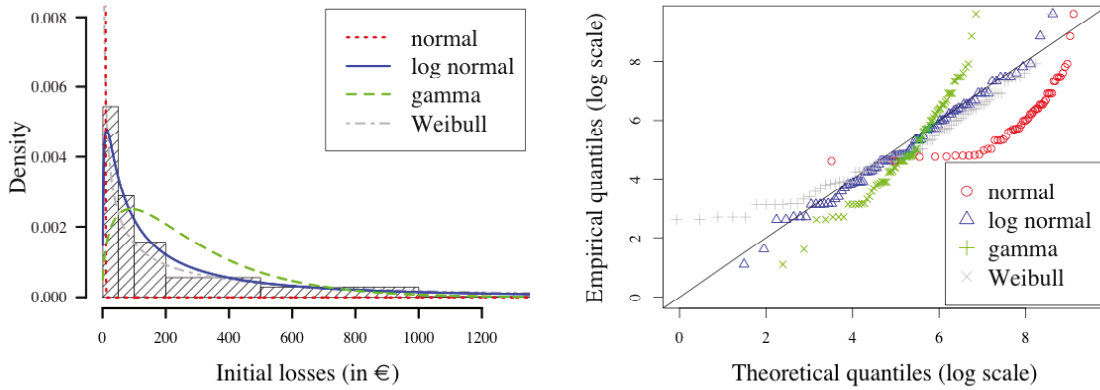 0.008
0.006
0.004
0.002
0.000
Density
0
200
400
600
800
1000
1200
Initial losses (in €)
normal
log normal
gamma
Weibull
8
6
4
2
0
Empirical quantiles (log scale)
0
2
4
6
8
Theoretical quantiles (log scale)
normal
log normal
gamma
Weibull